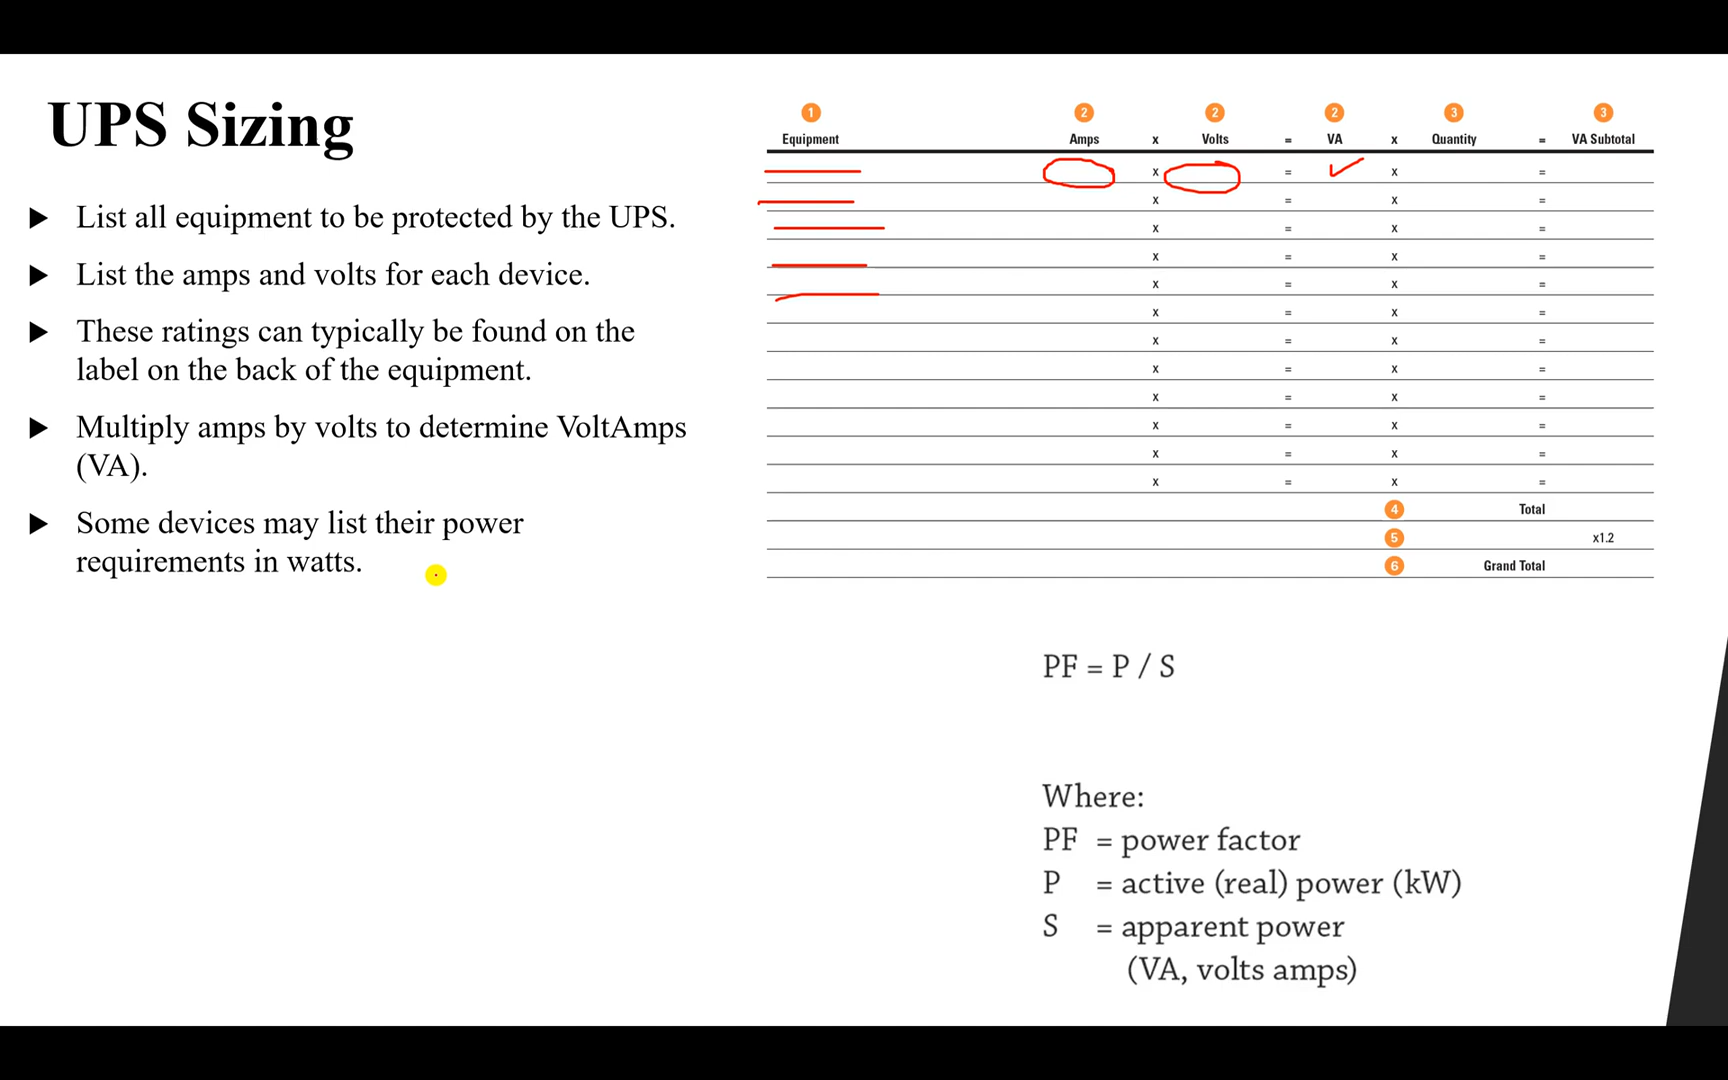 UPS Sizing
▶ List all equipment to be protected by the UPS.
▶ List the amps and volts for each device.
▶ These ratings can typically be found on the
label on the back of the equipment.
▶ Multiply amps by volts to determine VoltAmps
(VA).
▶ Some devices may list their power
requirements in watts.
1 2 2 2 3 3
Equipment Amps x Volts = VA x Quantity = VA Subtotal
x = x =
x = x =
x = x =
x = x =
x = x =
x = x =
x = x =
x = x =
x = x =
x = x =
x = x =
x = x =
4 Total
5 x1.2
6 Grand Total
PF = P / S
Where:
PF = power factor
P = active (real) power (kW)
S = apparent power
(VA, volts amps)